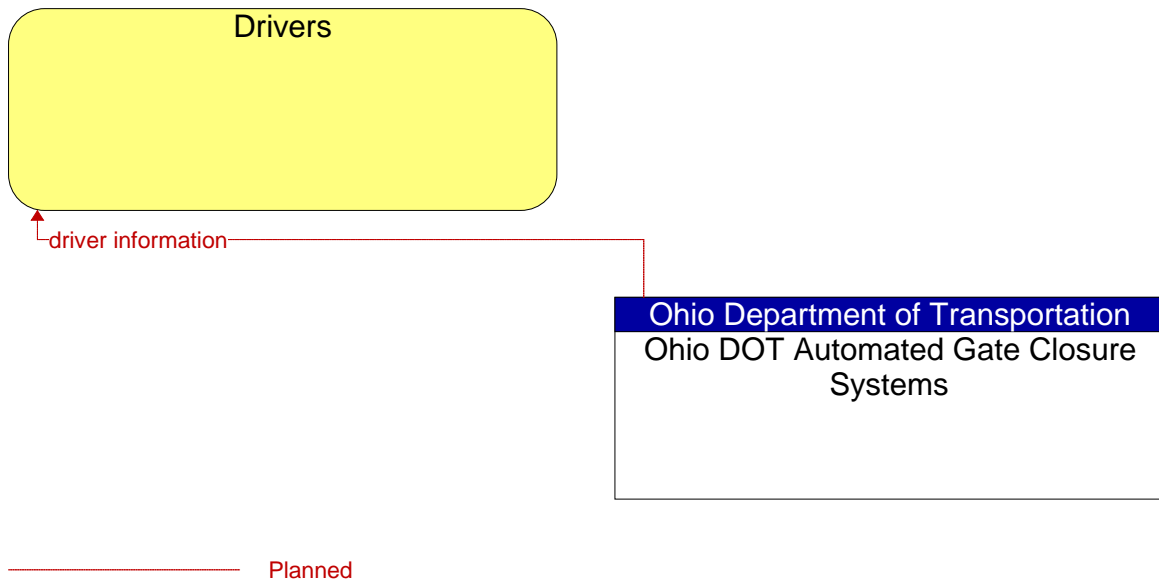 Drivers
driver information
Ohio Department of Transportation
Ohio DOT Automated Gate Closure
Systems
Planned